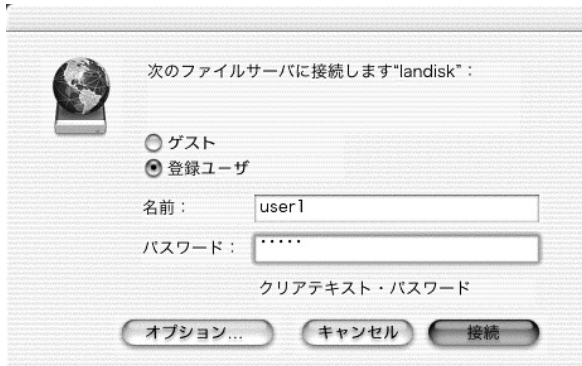 次のファイルサーバに接続します“landisk”：
ゲスト
登録ユーザ
名前： user1
パスワード： •••••
クリアテキスト・パスワード
オプション... キャンセル 接続